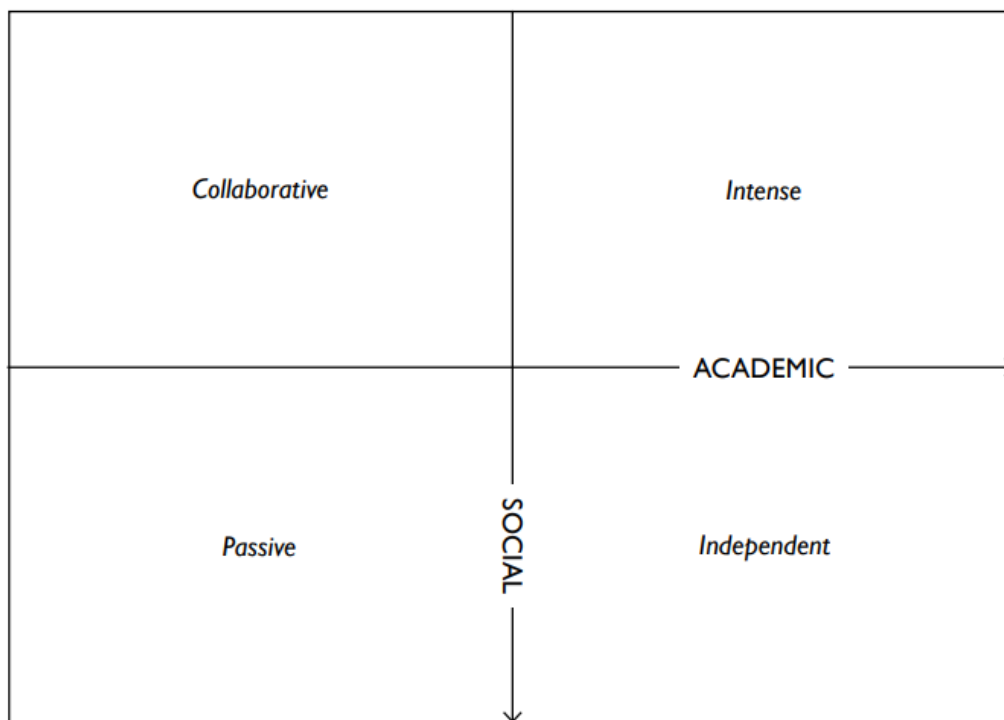 Collaborative
Intense
ACADEMIC
SOCIAL
Passive
Independent